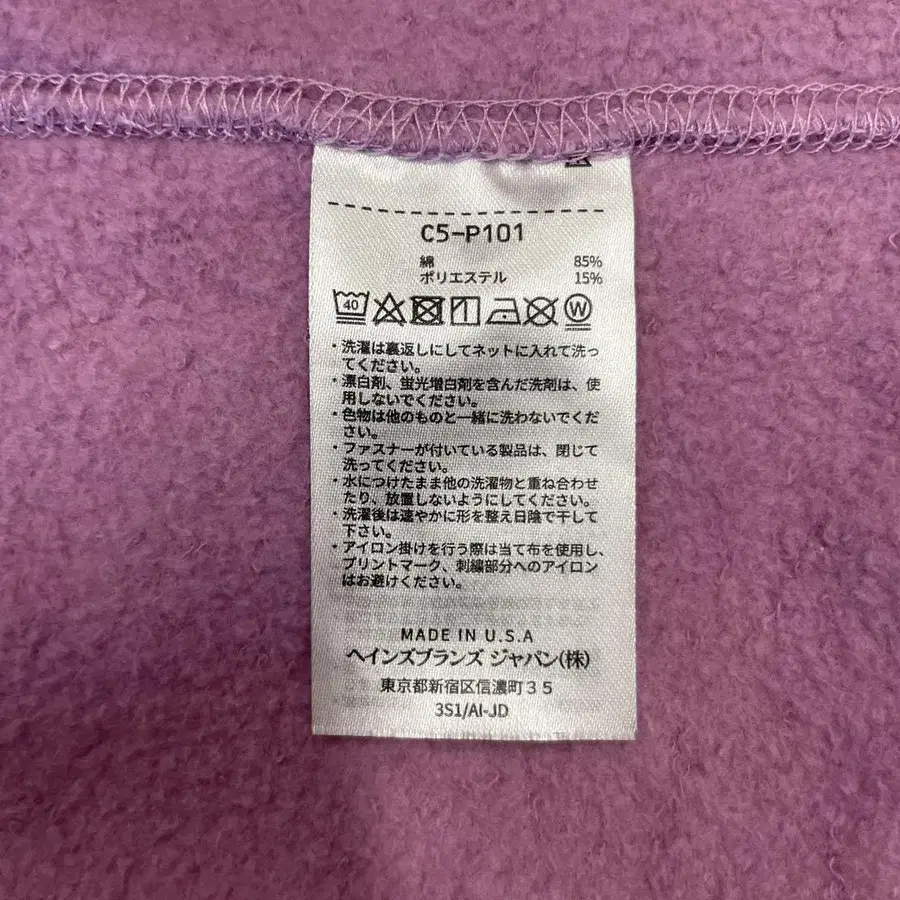 C5-P101
綿 85%
ポリエステル 15%
40 W
・洗濯は裏返しにしてネットに入れて洗っ
てください。
・漂白剤、蛍光増白剤を含んだ洗剤は、使
用しないでください。
・色物は他のものと一緒に洗わないでくだ
さい。
・ファスナーが付いている製品は、閉じて
洗ってください。
・水につけたまま他の洗濯物と重ね合わせ
たり、放置しないようにしてください。
・洗濯後は速やかに形を整え日陰で干して
下さい。
・アイロン掛けを行う際は当て布を使用し、
プリントマーク、刺繍部分へのアイロン
はお避けください。
MADE IN U.S.A
ヘインズブランズ ジャパン(株)
東京都新宿区信濃町35
3S1/AI-JD